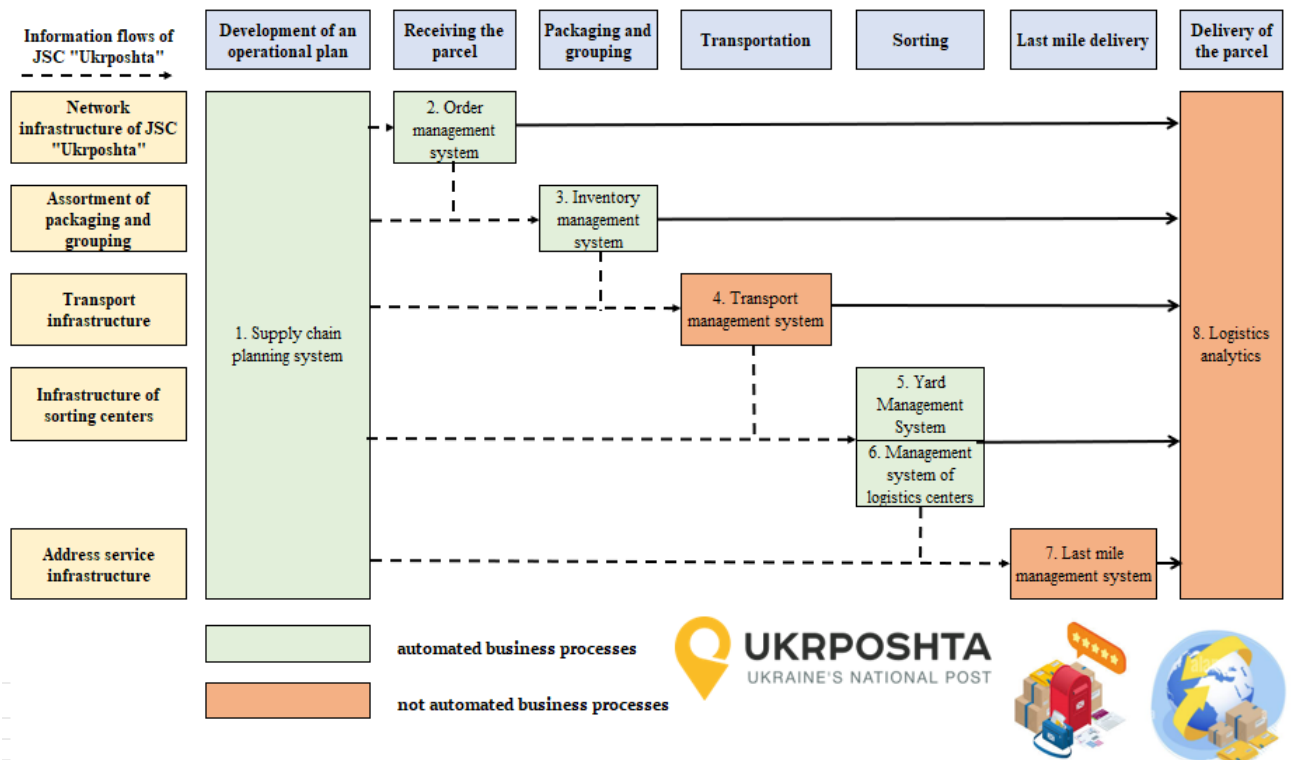 Information flows of
JSC "Ukrposhta"
Development of an
operational plan
Receiving the
parcel
Packaging and
grouping
Transportation
Sorting
Last mile delivery
Delivery of
the parcel
Network
infrastructure of JSC
"Ukrposhta"
2. Order
management
system
Assortment of
packaging and
grouping
3. Inventory
management
system
Transport
infrastructure
4. Transport
management system
1. Supply chain
planning system
8. Logistics
analytics
Infrastructure of
sorting centers
5. Yard
Management
System
6. Management
system of
logistics centers
Address service
infrastructure
7. Last mile
management system
automated business processes
not automated business processes
UKRPOSHTA
UKRAINE'S NATIONAL POST